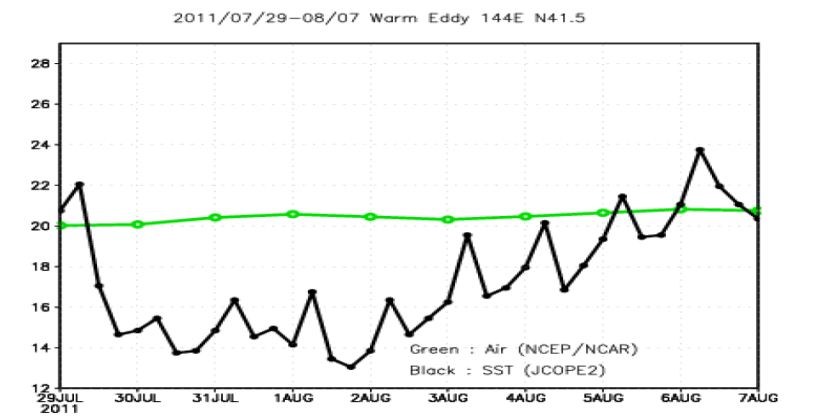 2011/07/29-08/07 Warm Eddy 144E N41.5
28
26
24
22
20
18
16
14
12
Green : Air (NCEP/NCAR)
Black : SST (JCOPE2)
29JUL 30JUL 31JUL 1AUG 2AUG 3AUG 4AUG 5AUG 6AUG 7AUG
2011